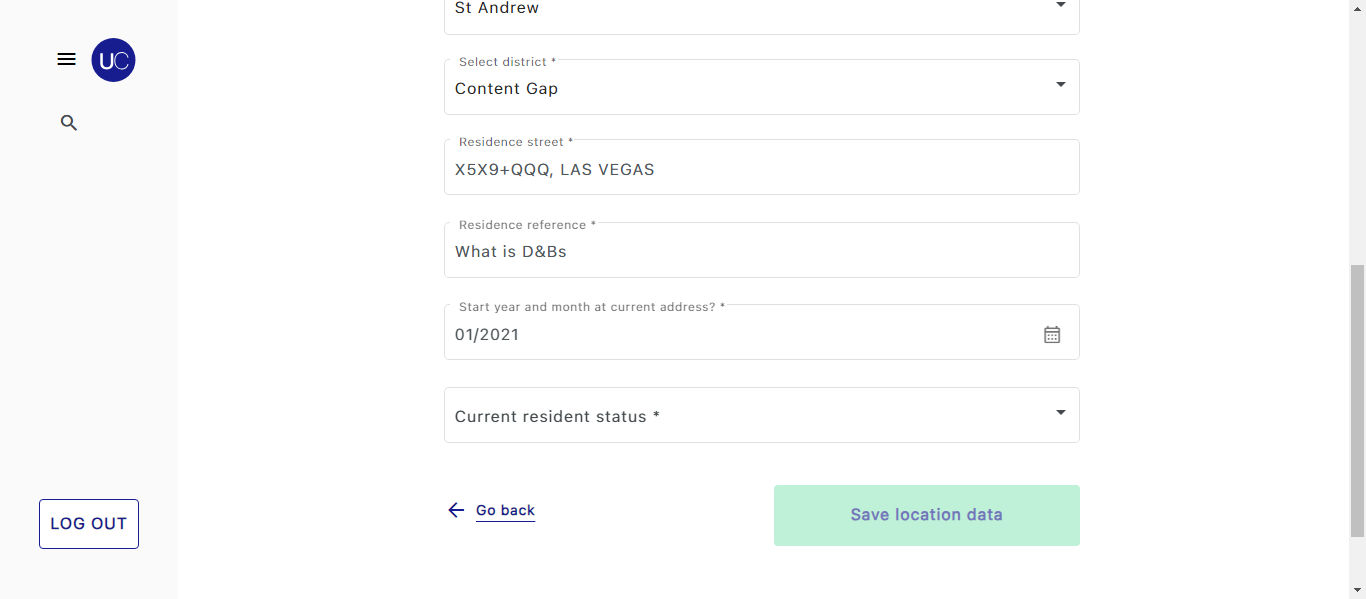 St Andrew
UC
Select district *
Content Gap
Residence street *
X5X9+QQQ, LAS VEGAS
Residence reference *
What is D&Bs
Start year and month at current address? *
01/2021
Current resident status *
Go back
Save location data
LOG OUT